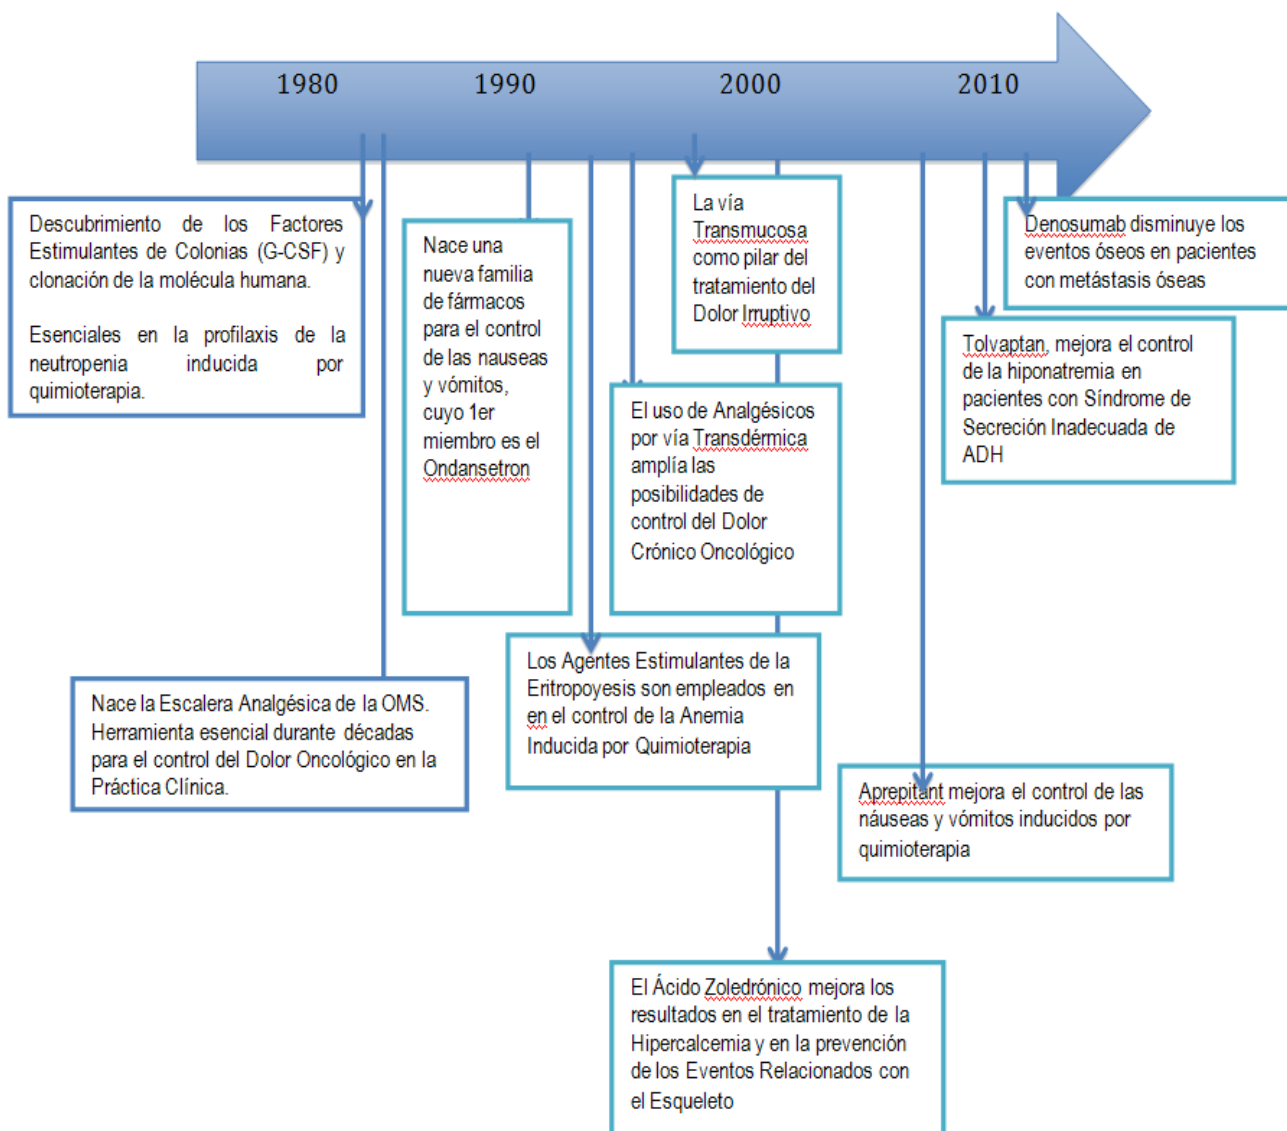 1980
1990
2000
2010
Descubrimiento de los Factores
Estimulantes de Colonias (G-CSF) y
clonación de la molécula humana.
Esenciales en la profilaxis de la
neutropenia inducida por
quimioterapia.
Nace una
nueva familia
de fármacos
para el control
de las nauseas
y vómitos,
cuyo 1er
miembro es el
Ondansetron
La vía
Transmucosa
como pilar del
tratamiento del
Dolor Irruptivo
Denosumab disminuye los
eventos óseos en pacientes
con metástasis óseas
Tolvaptan, mejora el control
de la hiponatremia en
pacientes con Síndrome de
Secreción Inadecuada de
ADH
El uso de Analgésicos
por vía Transdérmica
amplía las
posibilidades de
control del Dolor
Crónico Oncológico
Los Agentes Estimulantes de la
Eritropoyesis son empleados en
en el control de la Anemia
Inducida por Quimioterapia
Nace la Escalera Analgésica de la OMS.
Herramienta esencial durante décadas
para el control del Dolor Oncológico en la
Práctica Clínica.
Aprepitant mejora el control de las
náuseas y vómitos inducidos por
quimioterapia
El Ácido Zoledrónico mejora los
resultados en el tratamiento de la
Hipercalcemia y en la prevención
de los Eventos Relacionados con
el Esqueleto